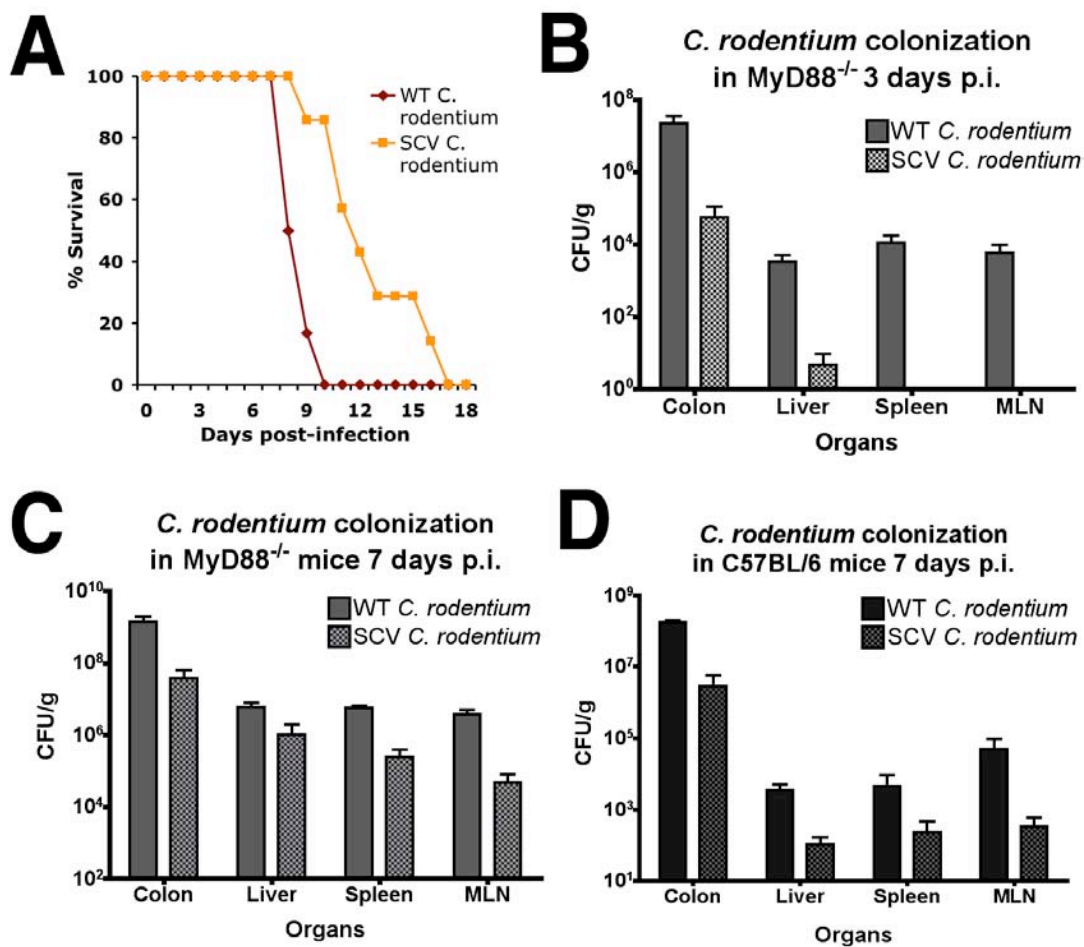 A
100
80
60
40
20
0
% Survival
WT C.
rodentium
SCV C.
rodentium
0 3 6 9 12 15 18
Days post-infection
B
C. rodentium colonization
in MyD88-/- 3 days p.i.
10^8
10^6
10^4
10^2
10^0
CFU/g
WT C. rodentium
SCV C. rodentium
Colon Liver Spleen MLN
Organs
C
C. rodentium colonization
in MyD88-/- mice 7 days p.i.
10^10
10^8
10^6
10^4
10^2
CFU/g
WT C. rodentium
SCV C. rodentium
Colon Liver Spleen MLN
Organs
D
C. rodentium colonization
in C57BL/6 mice 7 days p.i.
10^9
10^7
10^5
10^3
10^1
CFU/g
WT C. rodentium
SCV C. rodentium
Colon Liver Spleen MLN
Organs